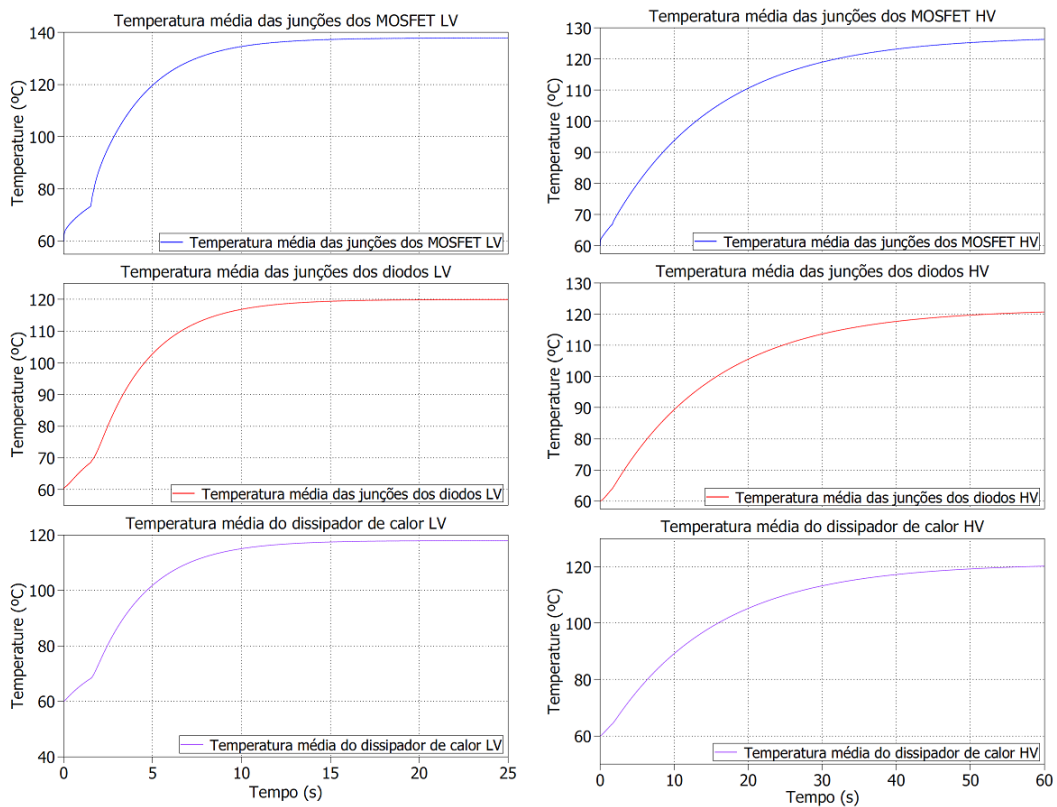 Temperatura média das junções dos MOSFET LV
140
120
100
80
60
Temperature (ºC)
Temperatura média das junções dos MOSFET LV
Temperatura média das junções dos diodos LV
120
110
100
90
80
70
60
Temperature (ºC)
Temperatura média das junções dos diodos LV
Temperatura média do dissipador de calor LV
120
100
80
60
40
Temperature (ºC)
Temperatura média do dissipador de calor LV
0 5 10 15 20 25
Tempo (s)
Temperatura média das junções dos MOSFET HV
130
120
110
100
90
80
70
60
Temperature (ºC)
Temperatura média das junções dos MOSFET HV
Temperatura média das junções dos diodos HV
130
120
110
100
90
80
70
60
Temperature (ºC)
Temperatura média das junções dos diodos HV
Temperatura média do dissipador de calor HV
120
100
80
60
Temperature (ºC)
Temperatura média do dissipador de calor HV
0 10 20 30 40 50 60
Tempo (s)